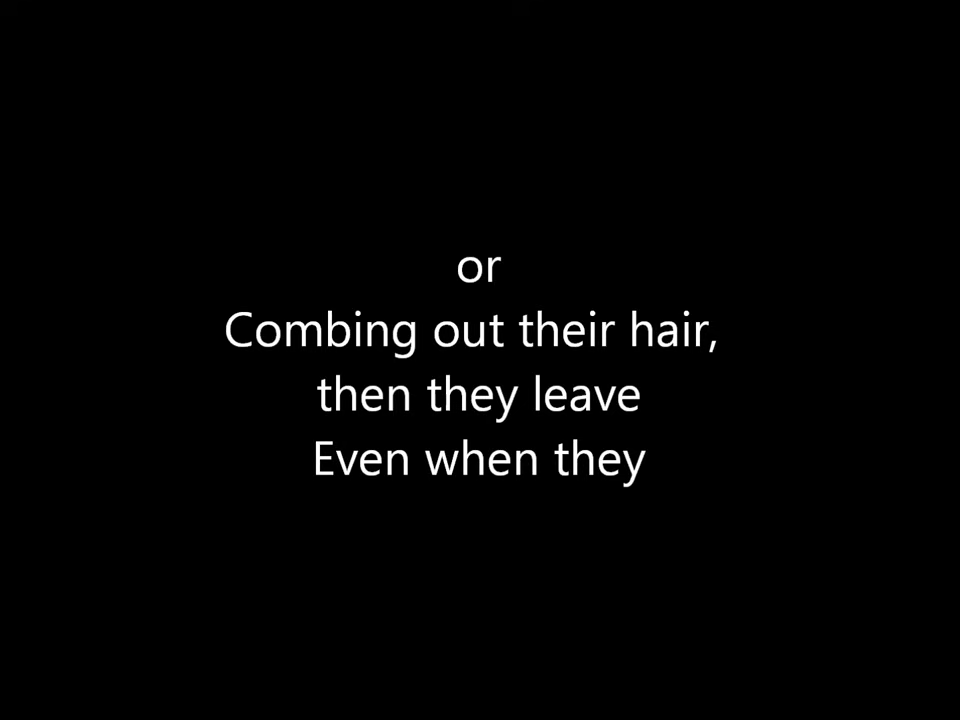 or
Combing out their hair,
then they leave
Even when they